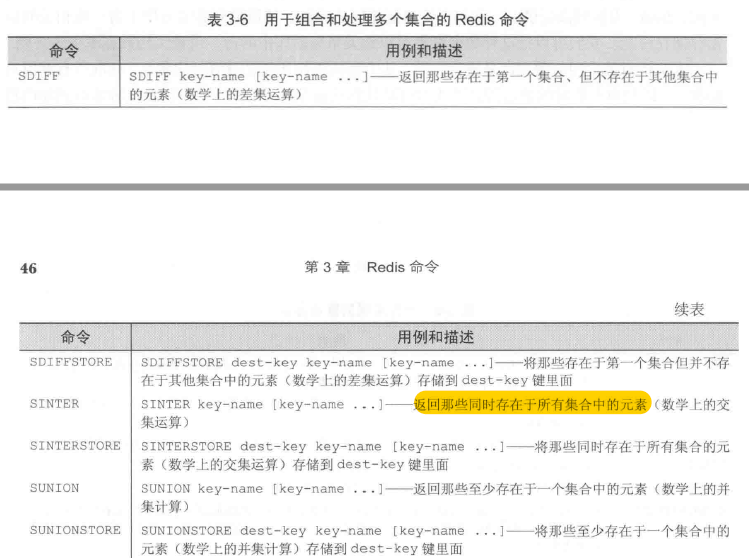 表 3-6 用于组合和处理多个集合的 Redis 命令
命令 用例和描述
SDIFF SDIFF key-name [key-name ...]——返回那些存在于第一个集合、但不存在于其他集合中
的元素（数学上的差集运算）
46 第 3 章 Redis 命令
续表
命令 用例和描述
SDIFFSTORE SDIFFSTORE dest-key key-name [key-name ...]——将那些存在于第一个集合但并不存
在于其他集合中的元素（数学上的差集运算）存储到 dest-key 键里面
SINTER SINTER key-name [key-name ...]——返回那些同时存在于所有集合中的元素（数学上的交
集运算）
SINTERSTORE SINTERSTORE dest-key key-name [key-name ...]——将那些同时存在于所有集合的元
素（数学上的交集运算）存储到 dest-key 键里面
SUNION SUNION key-name [key-name ...]——返回那些至少存在于一个集合中的元素（数学上的并
集计算）
SUNIONSTORE SUNIONSTORE dest-key key-name [key-name ...]——将那些至少存在于一个集合中的
元素（数学上的并集计算）存储到 dest-key 键里面